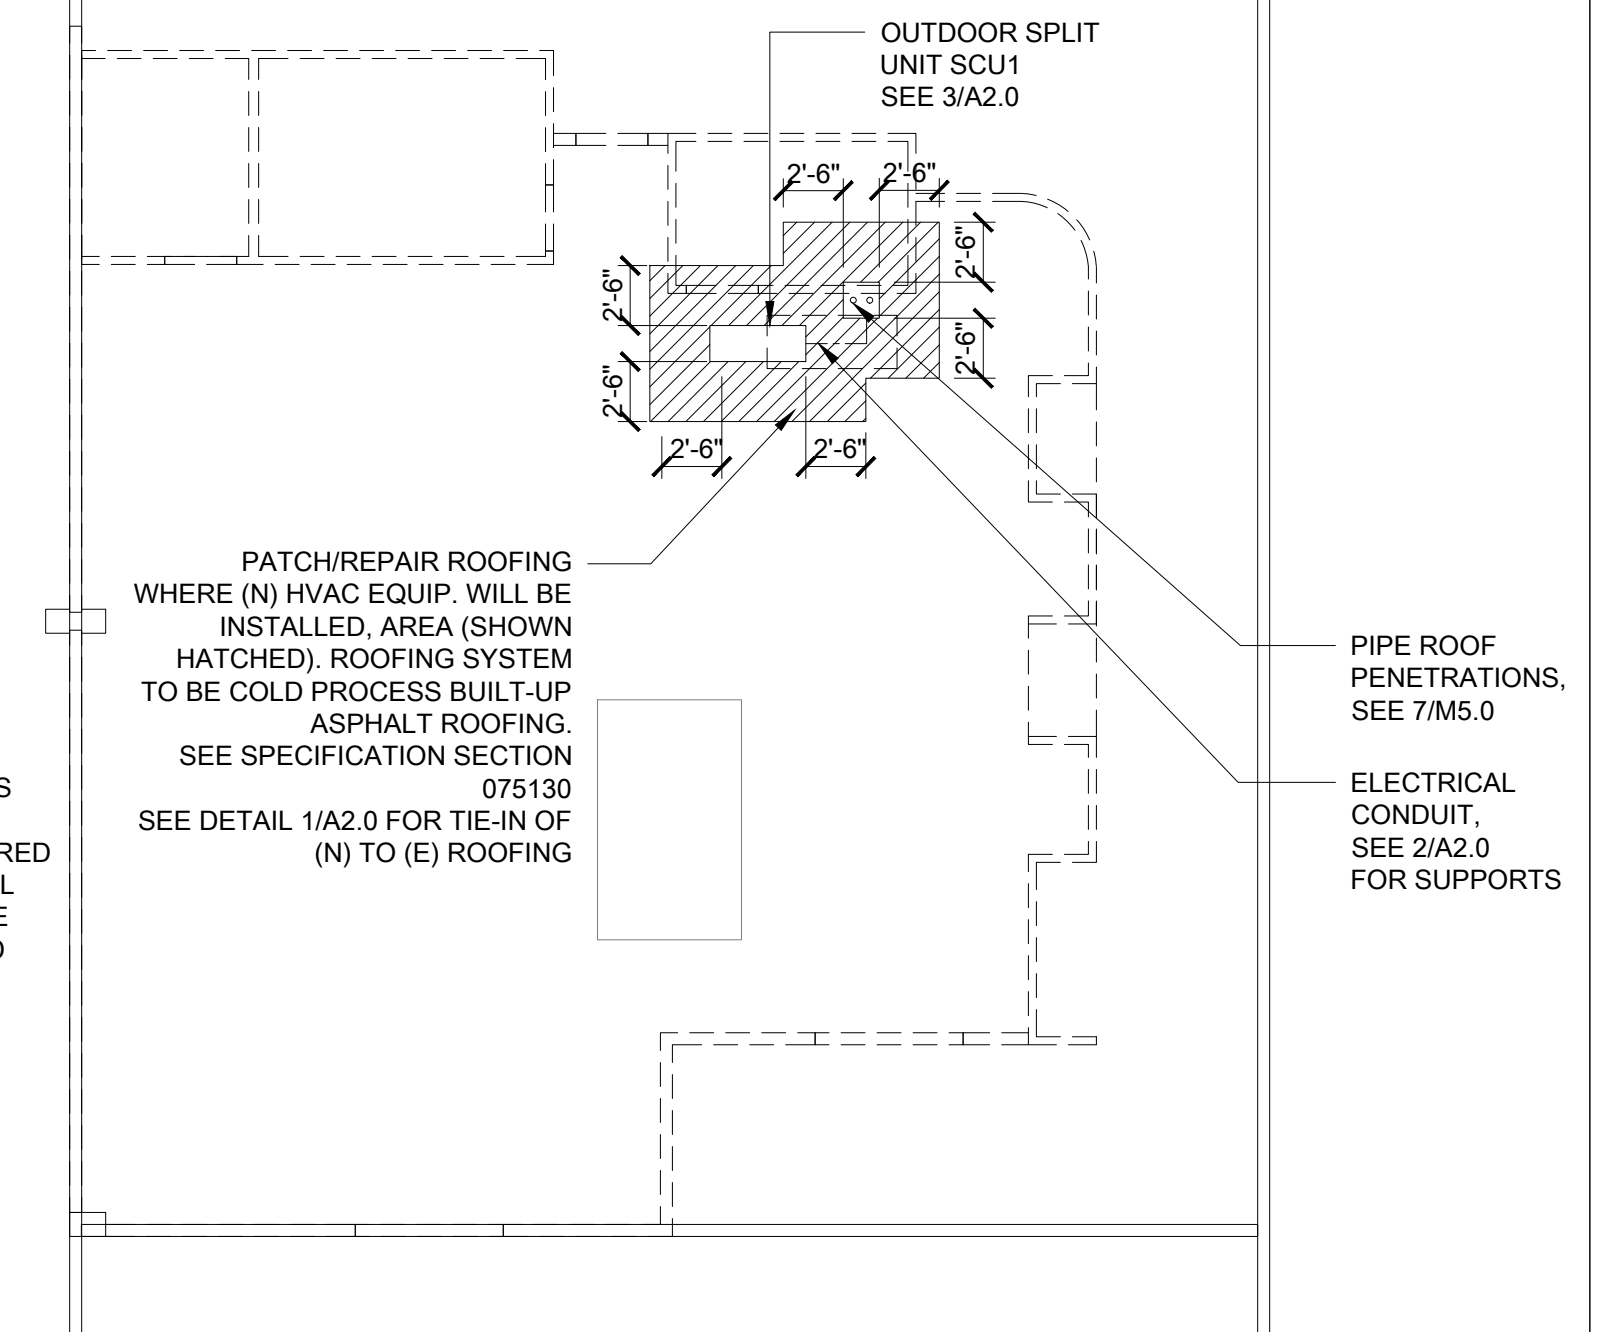 OUTDOOR SPLIT
UNIT SCU1
SEE 3/A2.0
2'-6"
2'-6"
2'-6"
2'-6"
2'-6"
2'-6"
2'-6"
2'-6"
PATCH/REPAIR ROOFING
WHERE (N) HVAC EQUIP. WILL BE
INSTALLED, AREA (SHOWN
HATCHED). ROOFING SYSTEM
TO BE COLD PROCESS BUILT-UP
ASPHALT ROOFING.
SEE SPECIFICATION SECTION
075130
SEE DETAIL 1/A2.0 FOR TIE-IN OF
(N) TO (E) ROOFING
PIPE ROOF
PENETRATIONS,
SEE 7/M5.0
ELECTRICAL
CONDUIT,
SEE 2/A2.0
FOR SUPPORTS
S
RED
L
E